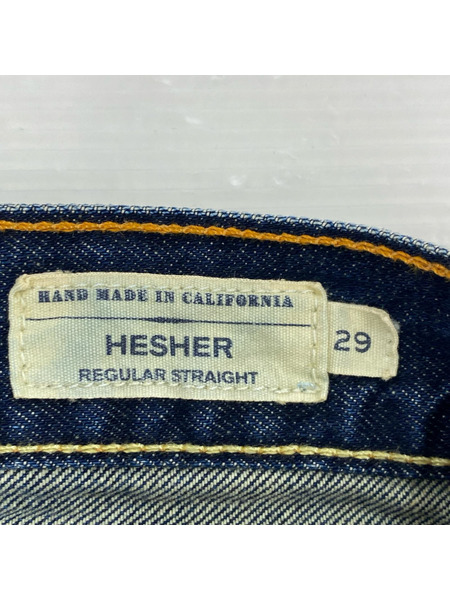 HAND MADE IN CALIFORNIA
HESHER
REGULAR STRAIGHT
29